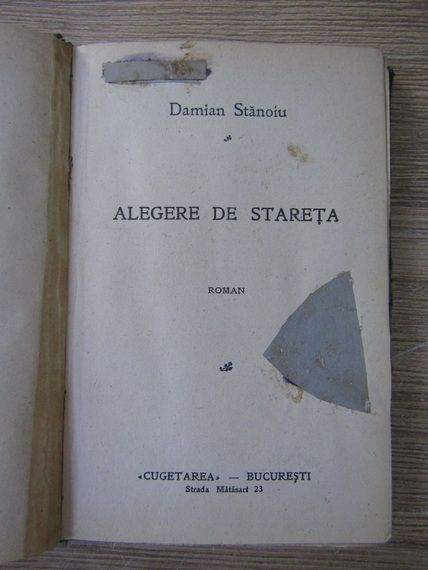 Damian Stănoiu
ALEGERE DE STAREȚA
ROMAN
«CUGETAREA» — BUCUREȘTI
Strada Mătăsari 23